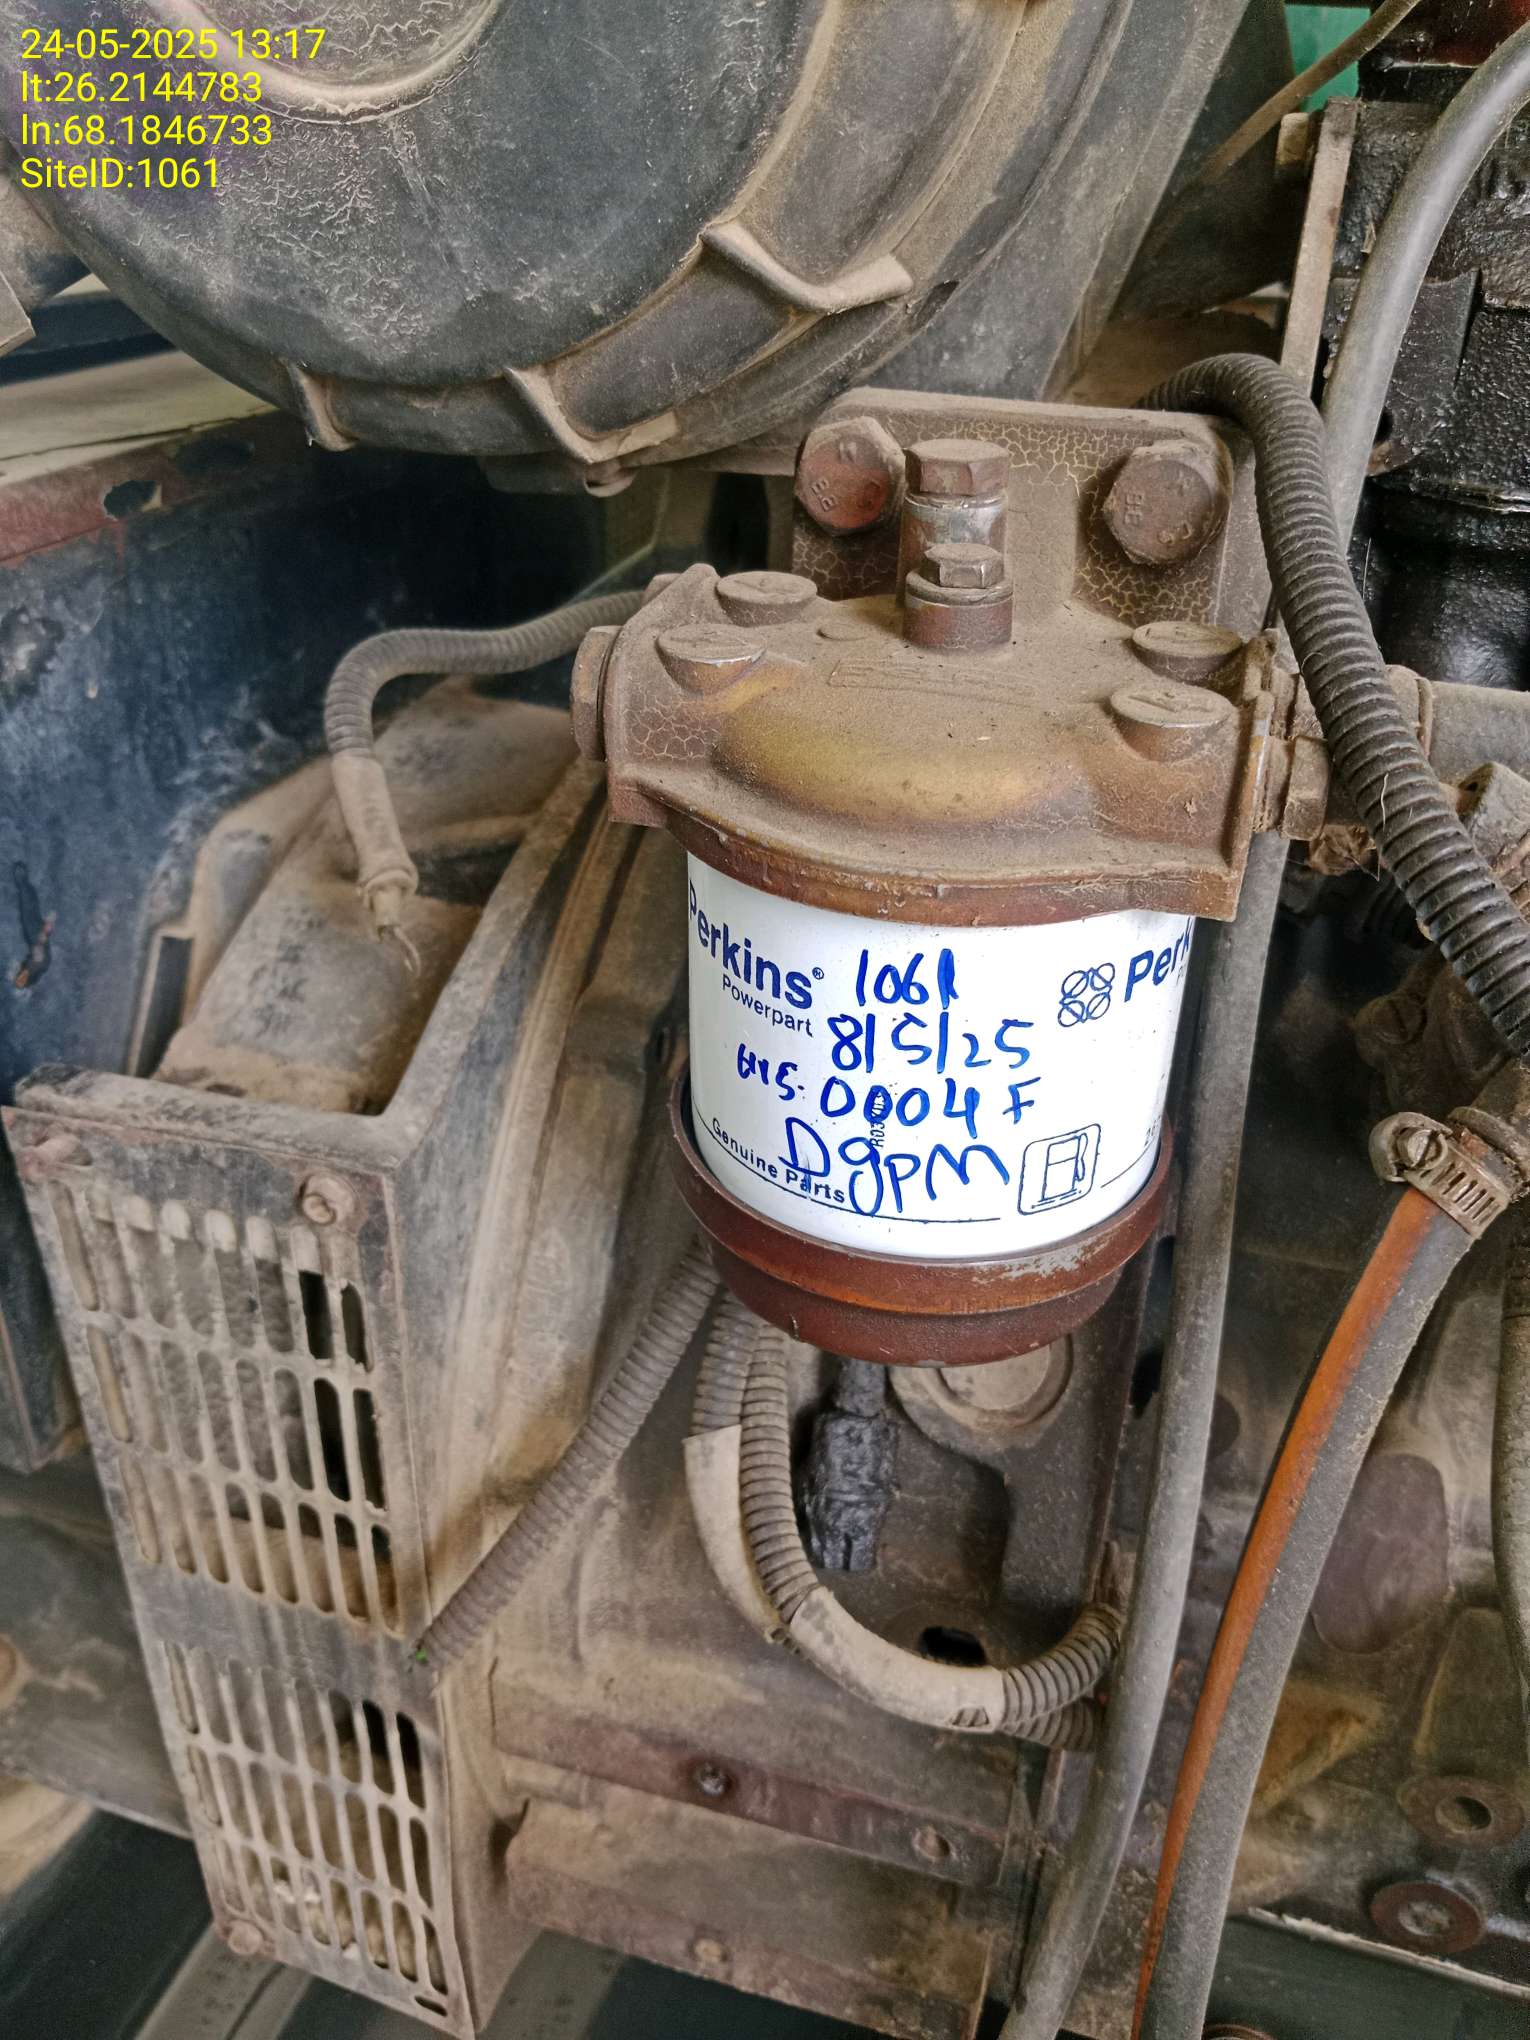 24-05-2025 13:17
lt:26.2144783
ln:68.1846733
SiteID:1061
Perkins®
Powerpart
1061
8/5/25
0004 F
DgpM
Genuine Parts
Perk